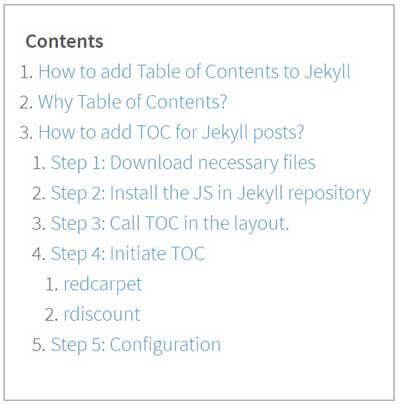 Contents
1. How to add Table of Contents to Jekyll
2. Why Table of Contents?
3. How to add TOC for Jekyll posts?
1. Step 1: Download necessary files
2. Step 2: Install the JS in Jekyll repository
3. Step 3: Call TOC in the layout.
4. Step 4: Initiate TOC
1. redcarpet
2. rdiscount
5. Step 5: Configuration